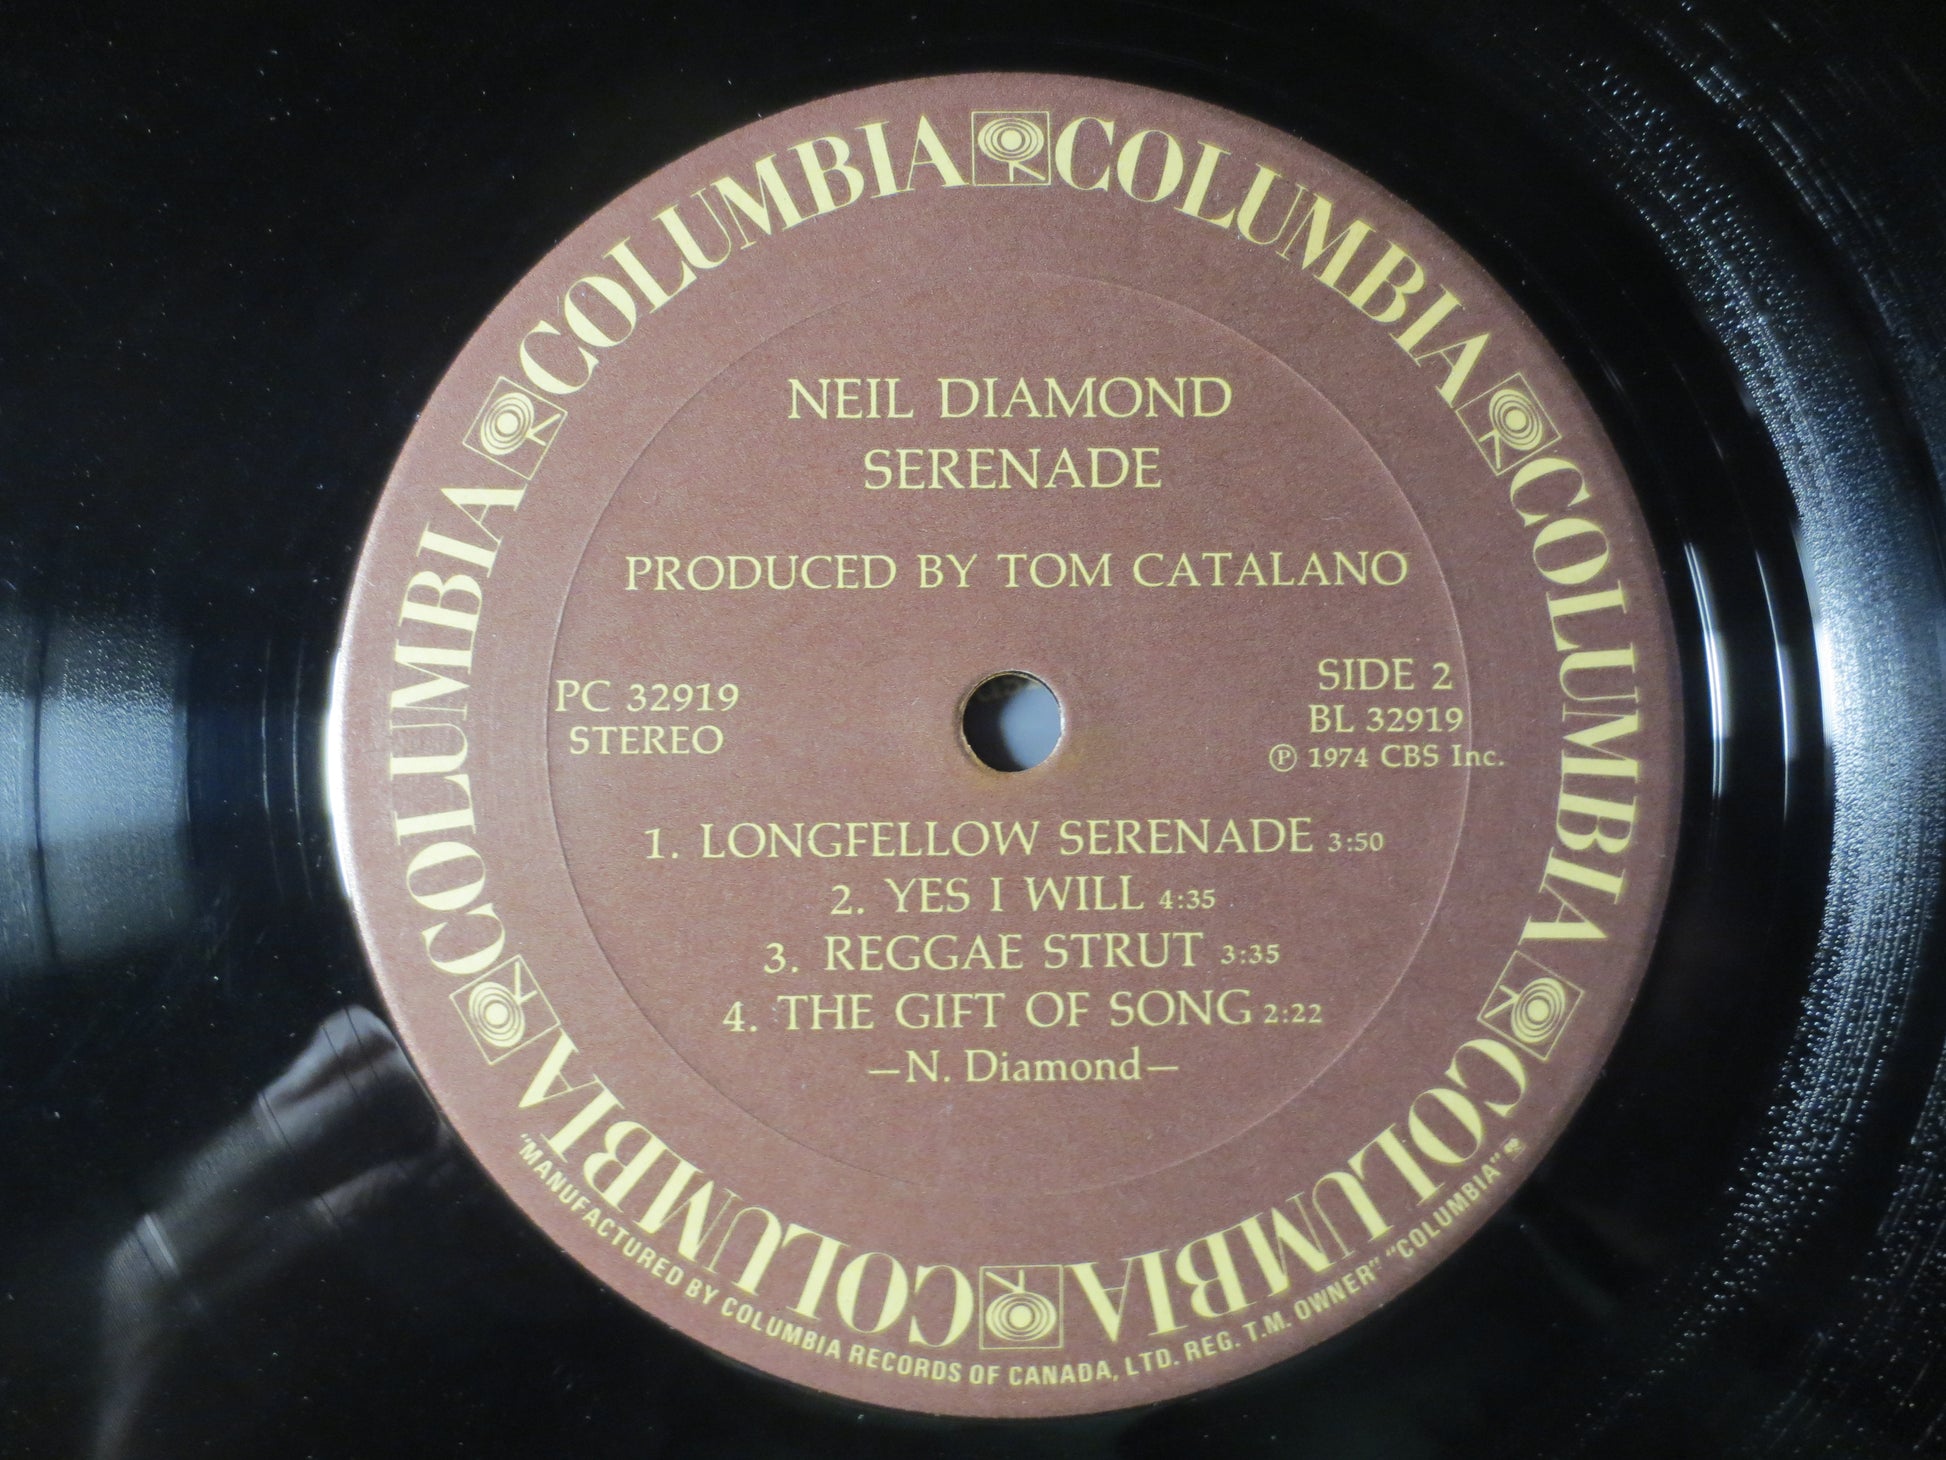 COLUMBIA COLUMBIA COLUMBIA COLUMBIA COLUMBIA COLUMBIA
NEIL DIAMOND
SERENADE
PRODUCED BY TOM CATALANO
PC 32919
STEREO
SIDE 2
BL 32919
Ⓟ 1974 CBS Inc.
1. LONGFELLOW SERENADE 3:50
2. YES I WILL 4:35
3. REGGAE STRUT 3:35
4. THE GIFT OF SONG 2:22
—N. Diamond—
"MANUFACTURED BY COLUMBIA RECORDS OF CANADA, LTD. REG. T.M. OWNER" "COLUMBIA"